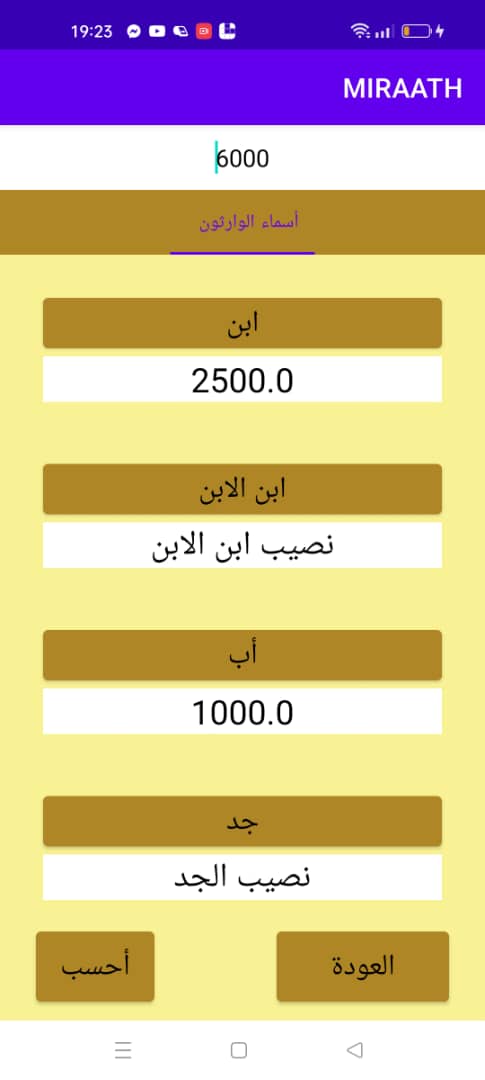 19:23
MIRAATH
6000
أسماء الوارثون
ابن
2500.0
ابن الابن
نصيب ابن الابن
أب
1000.0
جد
نصيب الجد
العودة
أحسب